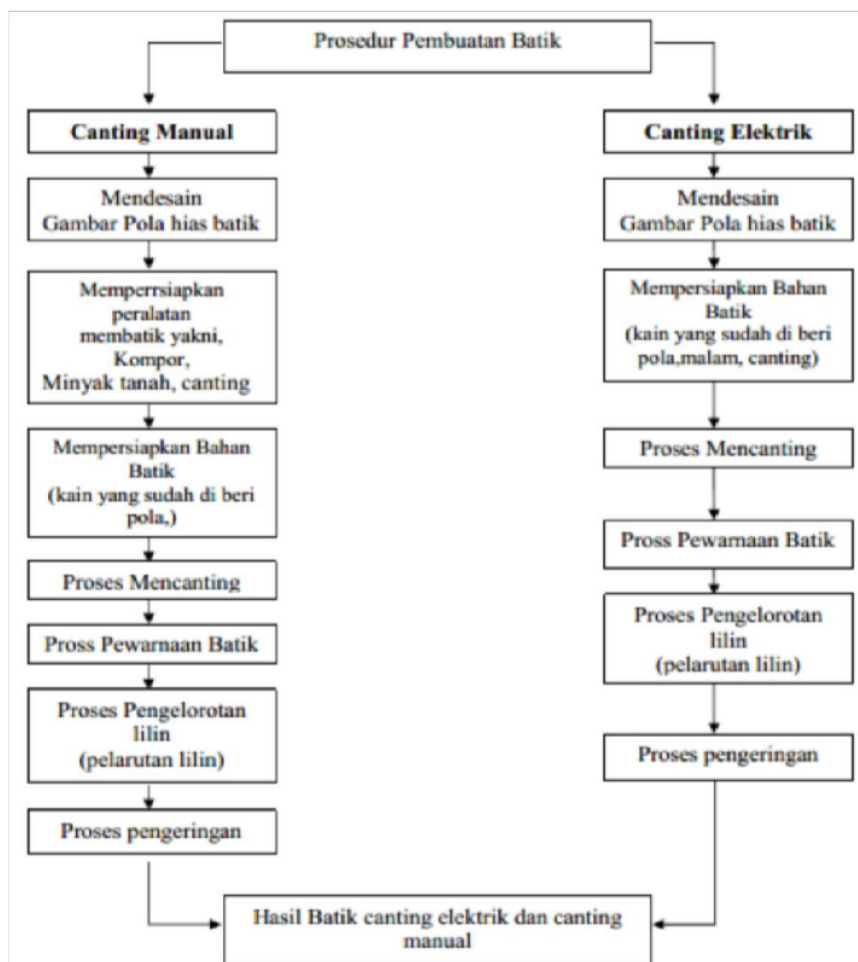 Prosedur Pembuatan Batik
Canting Manual
Mendesain
Gambar Pola hias batik
Memperrsiapkan
peralatan
membatik yakni,
Kompor,
Minyak tanah, canting
Mempersiapkan Bahan
Batik
(kain yang sudah di beri
pola,)
Proses Mencanting
Pross Pewarnaan Batik
Proses Pengelorotan
lilin
(pelarutan lilin)
Proses pengeringan
Canting Elektrik
Mendesain
Gambar Pola hias batik
Mempersiapkan Bahan
Batik
(kain yang sudah di beri
pola,malam, canting)
Proses Mencanting
Pross Pewarnaan Batik
Proses Pengelorotan
lilin
(pelarutan lilin)
Proses pengeringan
Hasil Batik canting elektrik dan canting
manual